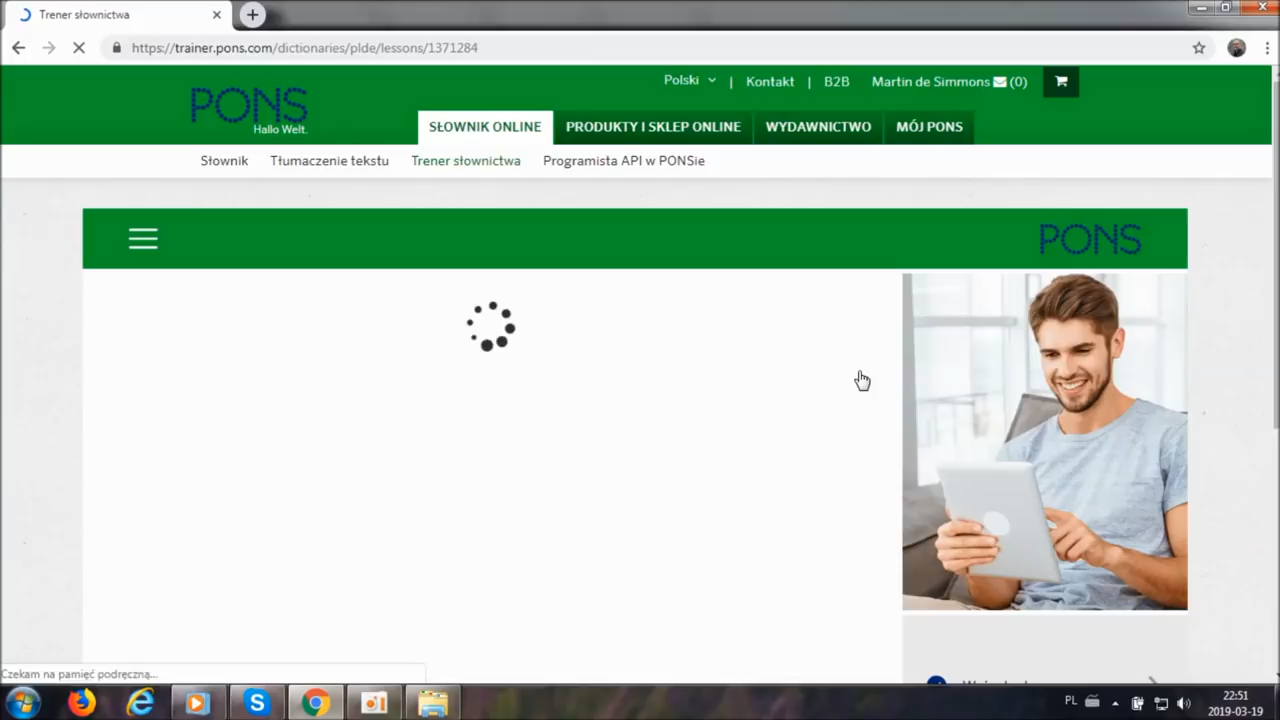 Trener słownictwa
https://trainer.pons.com/dictionaries/plde/lessons/1371284
Polski | Kontakt | B2B | Martin de Simmons (0)
PONS
Hallo Welt.
SŁOWNIK ONLINE PRODUKTY I SKLEP ONLINE WYDAWNICTWO MÓJ PONS
Słownik Tłumaczenie tekstu Trener słownictwa Programista API w PONSie
PONS
Czekam na pamięć podręczną...
PL
22:51
2019-03-19